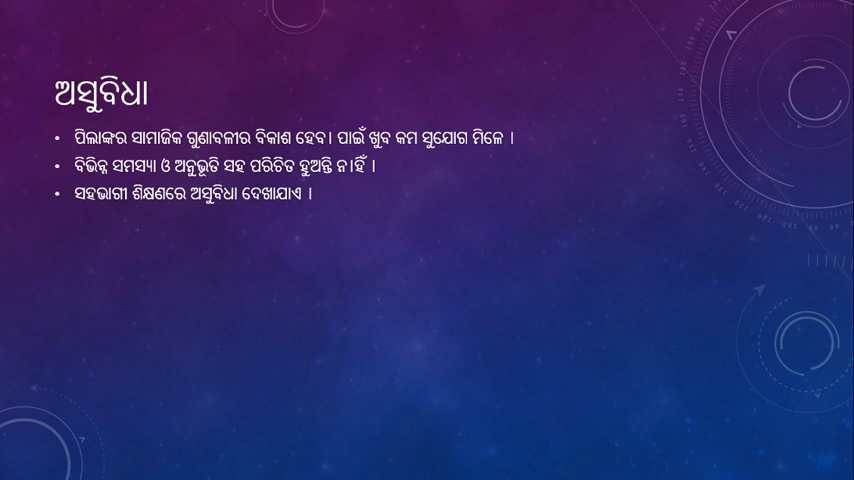 ଅସୁବିଧା
• ପିଲାଙ୍କର ସାମାଜିକ ଗୁଣାବଳୀର ବିକାଶ ହେବା ପାଇଁ ଖୁବ କମ ସୁଯୋଗ ମିଳେ ।
• ବିଭିନ୍ନ ସମସ୍ୟା ଓ ଅନୁଭୂତି ସହ ପରିଚିତ ହୁଅନ୍ତି ନାହିଁ ।
• ସହଭାଗୀ ଶିକ୍ଷଣରେ ଅସୁବିଧା ଦେଖାଯାଏ ।